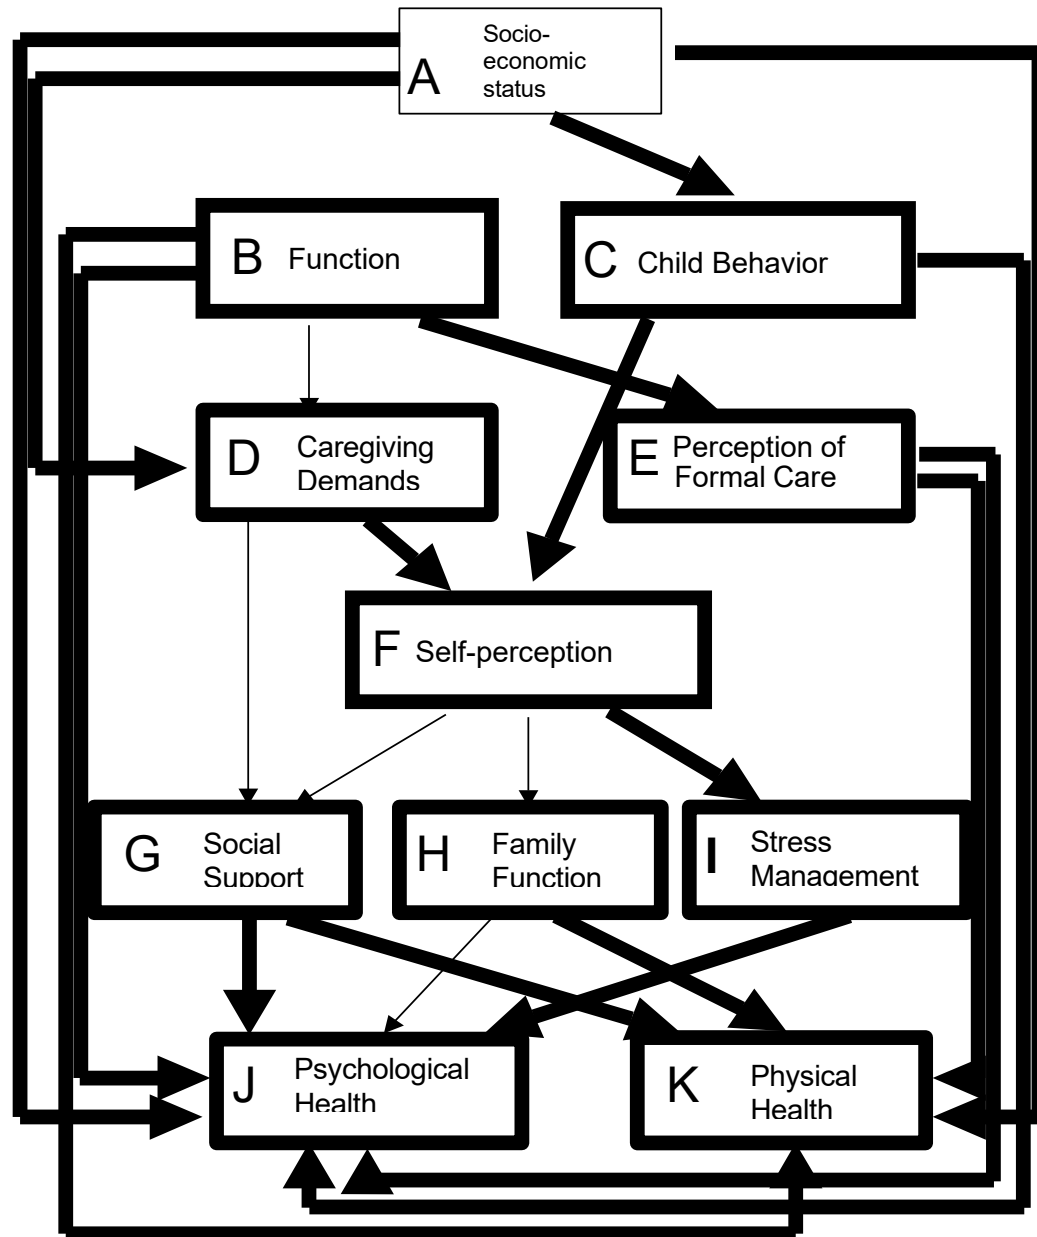 Socio-
economic
A status
B Function
C Child Behavior
D Caregiving
Demands
E Perception of
Formal Care
F Self-perception
G Social
Support
H Family
Function
I Stress
Management
J Psychological
Health
K Physical
Health